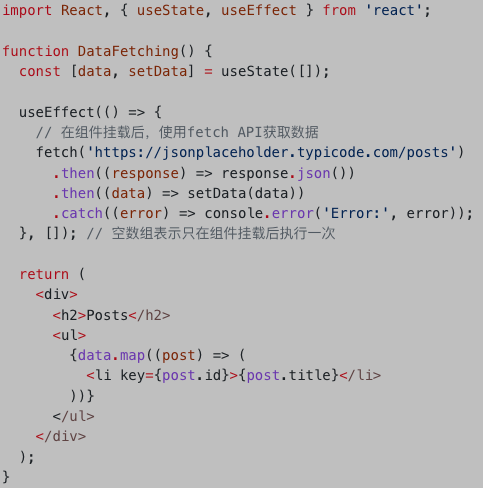 import React, { useState, useEffect } from 'react';

function DataFetching() {
  const [data, setData] = useState([]);

  useEffect(() => {
    // 在组件挂载后，使用fetch API获取数据
    fetch('https://jsonplaceholder.typicode.com/posts')
      .then((response) => response.json())
      .then((data) => setData(data))
      .catch((error) => console.error('Error:', error));
  }, []); // 空数组表示只在组件挂载后执行一次

  return (
    <div>
      <h2>Posts</h2>
      <ul>
        {data.map((post) => (
          <li key={post.id}>{post.title}</li>
        ))}
      </ul>
    </div>
  );
}